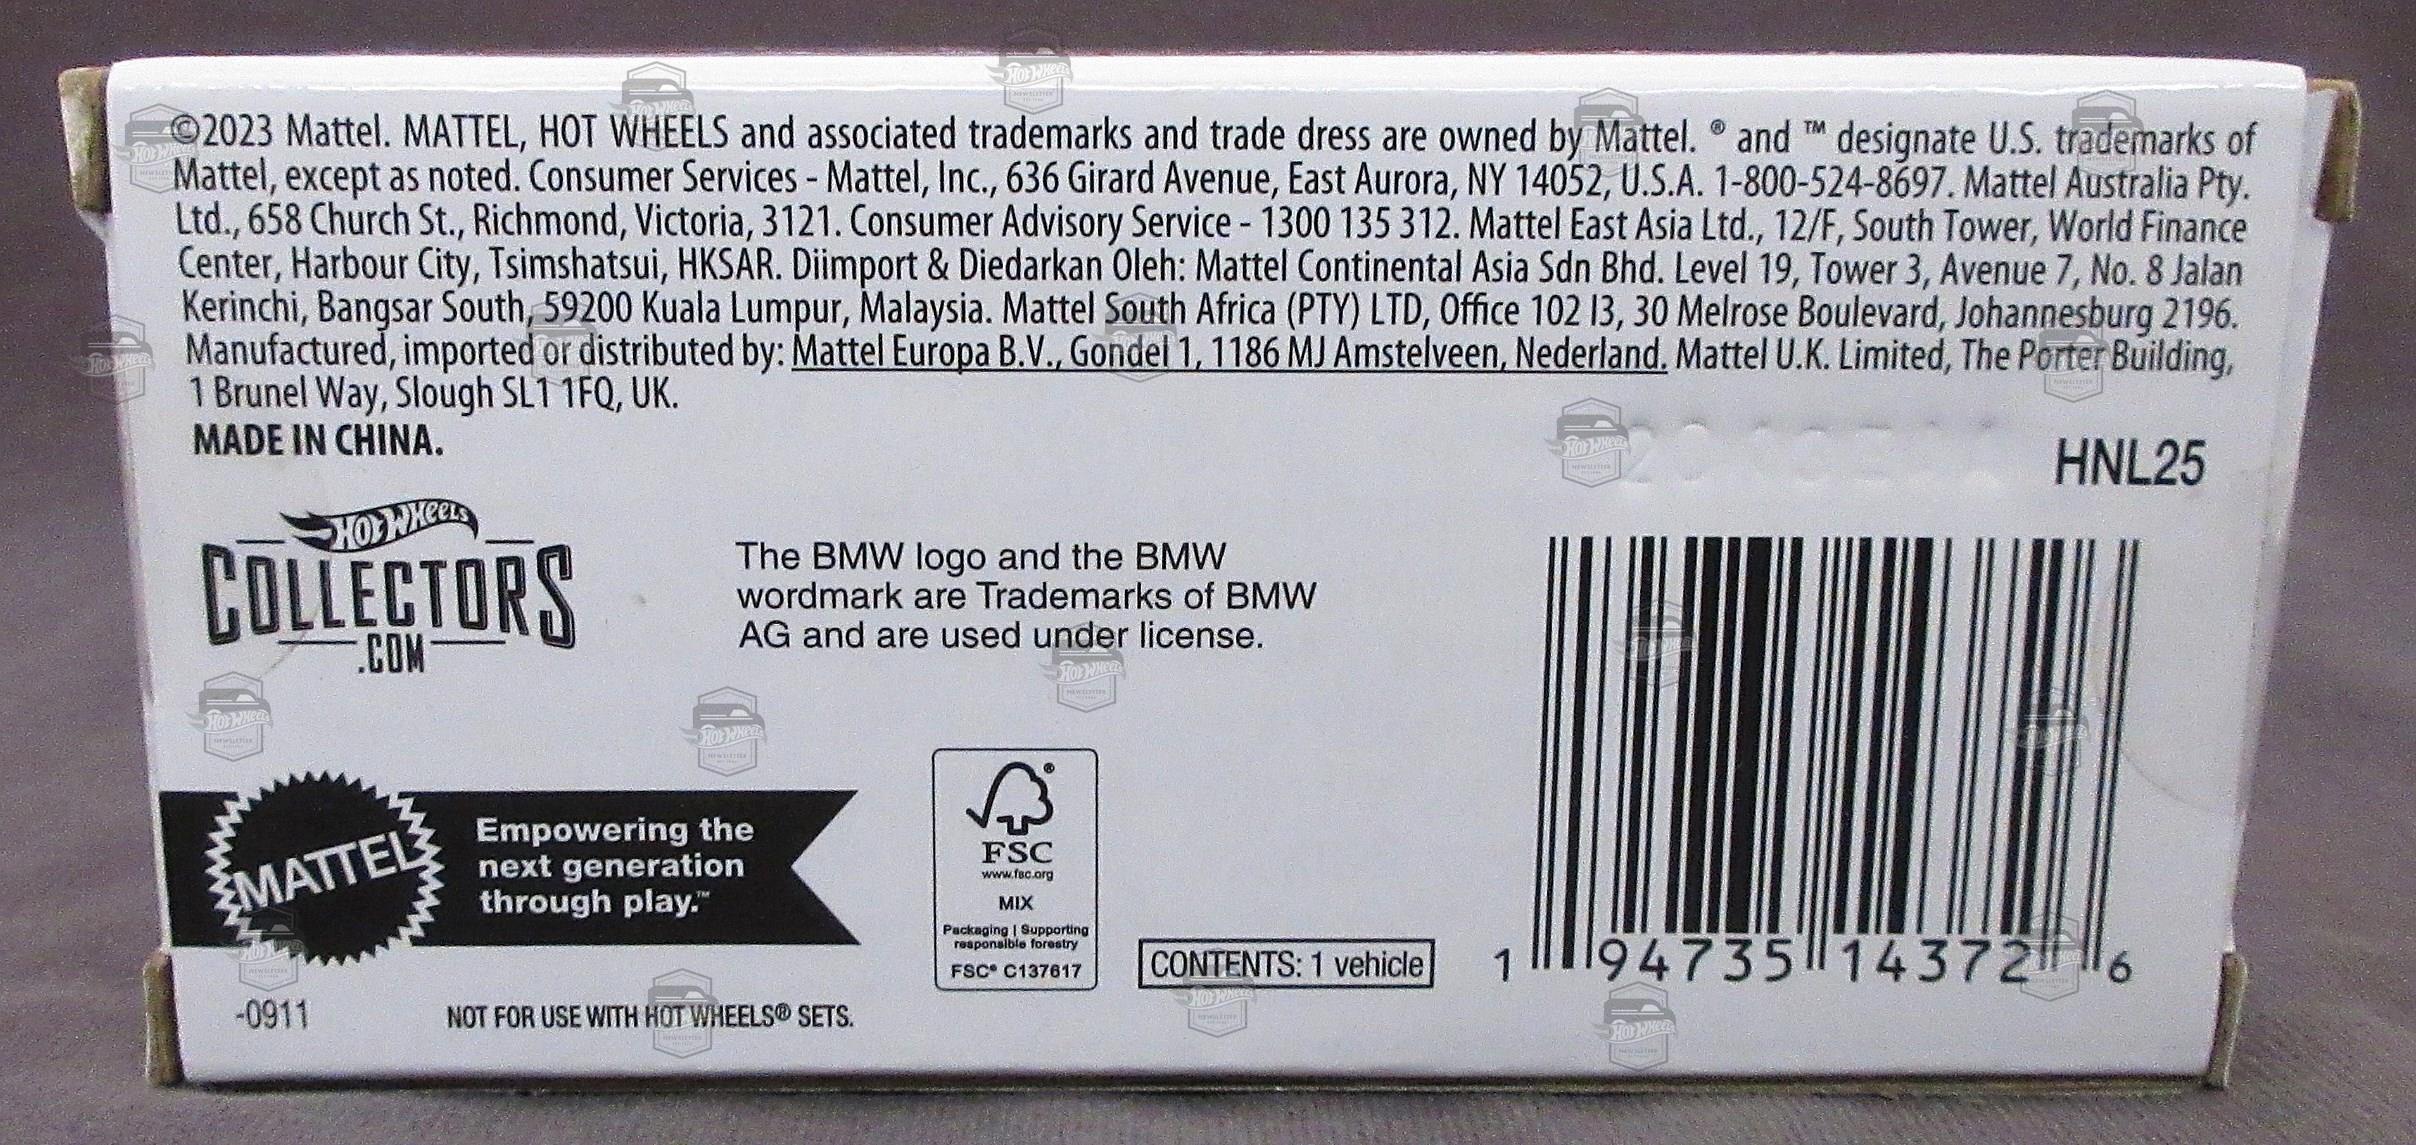 ©2023 Mattel. MATTEL, HOT WHEELS and associated trademarks and trade dress are owned by Mattel. ® and ™ designate U.S. trademarks of
Mattel, except as noted. Consumer Services - Mattel, Inc., 636 Girard Avenue, East Aurora, NY 14052, U.S.A. 1-800-524-8697. Mattel Australia Pty.
Ltd., 658 Church St., Richmond, Victoria, 3121. Consumer Advisory Service - 1300 135 312. Mattel East Asia Ltd., 12/F, South Tower, World Finance
Center, Harbour City, Tsimshatsui, HKSAR. Diimport & Diedarkan Oleh: Mattel Continental Asia Sdn Bhd. Level 19, Tower 3, Avenue 7, No. 8 Jalan
Kerinchi, Bangsar South, 59200 Kuala Lumpur, Malaysia. Mattel South Africa (PTY) LTD, Office 102 I3, 30 Melrose Boulevard, Johannesburg 2196.
Manufactured, imported or distributed by: Mattel Europa B.V., Gondel 1, 1186 MJ Amstelveen, Nederland. Mattel U.K. Limited, The Porter Building,
1 Brunel Way, Slough SL1 1FQ, UK.
MADE IN CHINA.
HNL25
HOT WHEELS
COLLECTORS
.COM
The BMW logo and the BMW
wordmark are Trademarks of BMW
AG and are used under license.
MATTEL
Empowering the
next generation
through play.™
FSC
www.fsc.org
MIX
Packaging | Supporting
responsible forestry
FSC® C137617
CONTENTS: 1 vehicle
1 94735 14372 6
-0911
NOT FOR USE WITH HOT WHEELS® SETS.